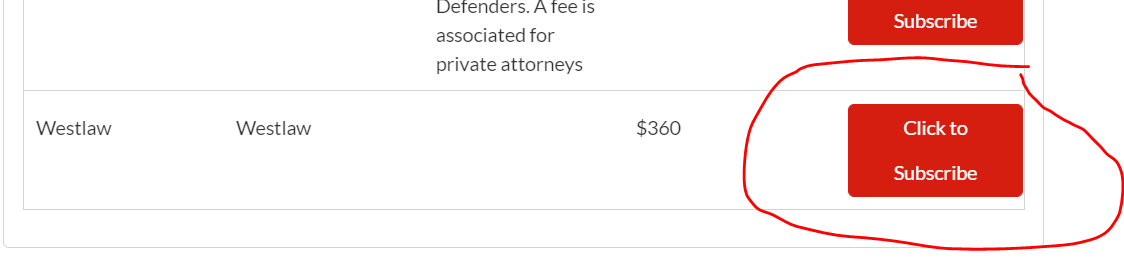 Defenders. A fee is
associated for
private attorneys
Subscribe
Westlaw
Westlaw
$360
Click to
Subscribe